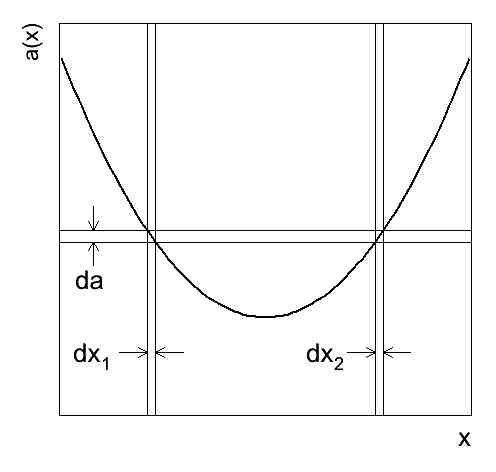 a(x)
da
dx₁
dx₂
x